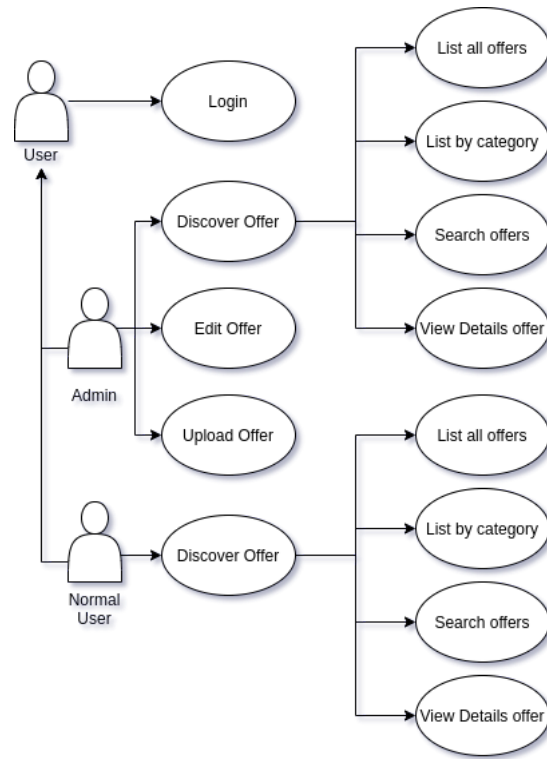 List all offers
Login
User
List by category
Discover Offer
Search offers
Edit Offer
View Details offer
Admin
Upload Offer
List all offers
List by category
Discover Offer
Normal
User
Search offers
View Details offer